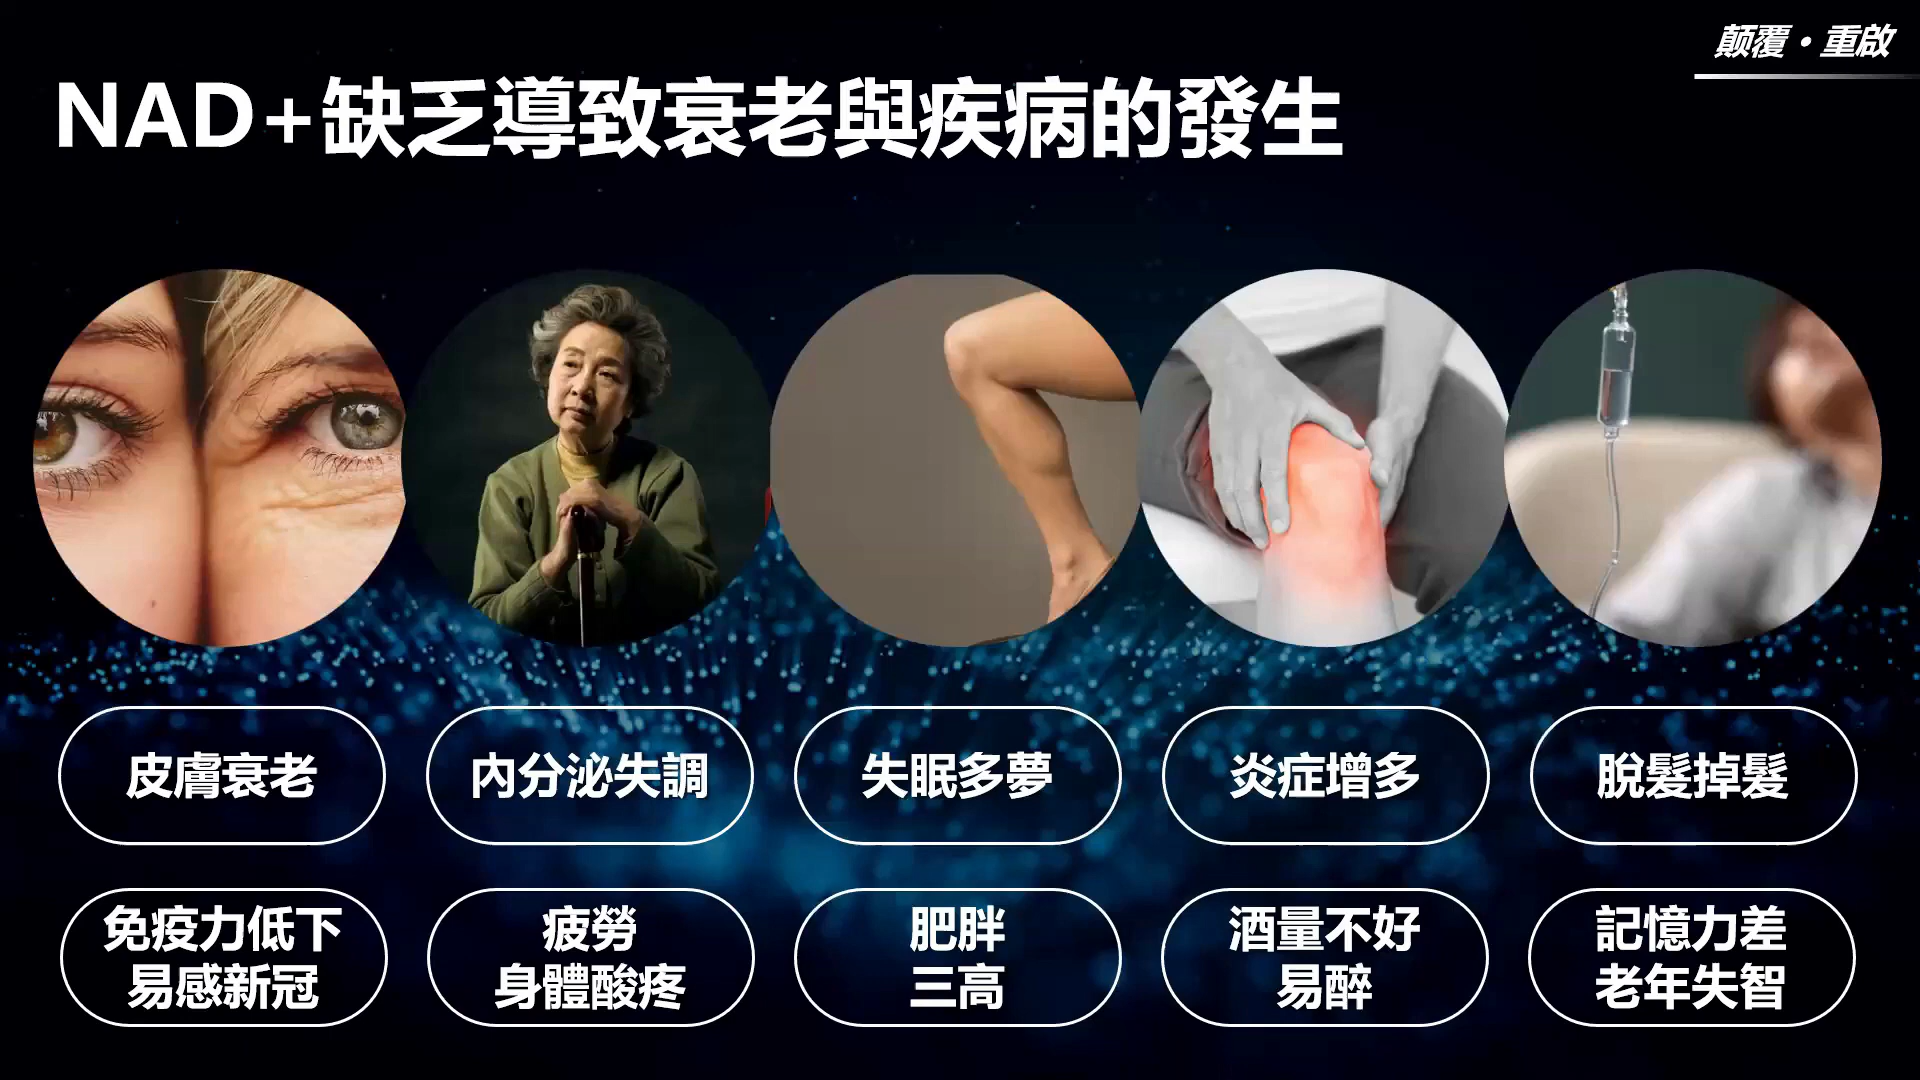 颠覆·重啟
NAD+缺乏導致衰老與疾病的發生
皮膚衰老
內分泌失調
失眠多夢
炎症增多
脫髮掉髮
免疫力低下
易感新冠
疲勞
身體酸疼
肥胖
三高
酒量不好
易醉
記憶力差
老年失智